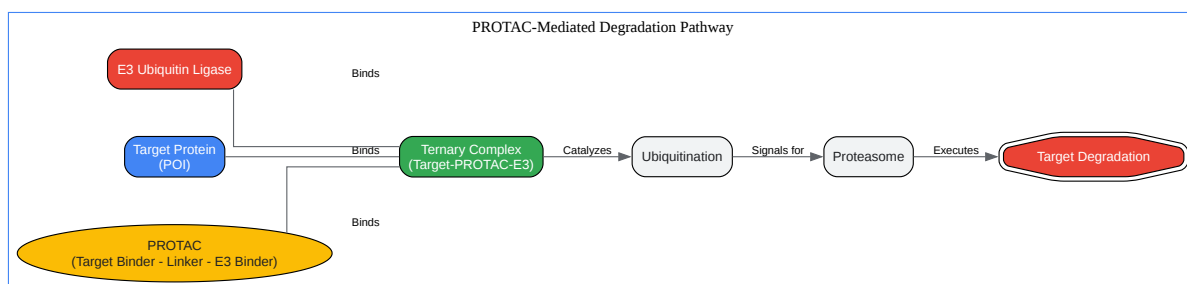 PROTAC-Mediated Degradation Pathway
E3 Ubiquitin Ligase
Binds
Target Protein
(POI)
Binds
Ternary Complex
(Target-PROTAC-E3)
Catalyzes
Ubiquitination
Signals for
Proteasome
Executes
Target Degradation
Binds
PROTAC
(Target Binder - Linker - E3 Binder)